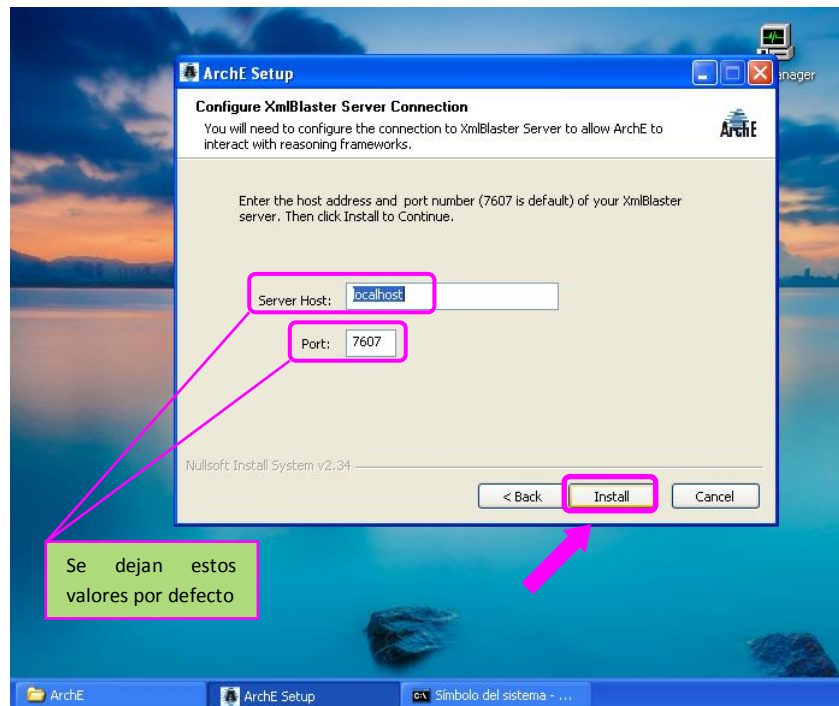 nager
ArchE Setup
Configure XmlBlaster Server Connection
You will need to configure the connection to XmlBlaster Server to allow ArchE to
interact with reasoning frameworks.
ArchE
Enter the host address and port number (7607 is default) of your XmlBlaster
server. Then click Install to Continue.
Server Host: localhost
Port: 7607
Nullsoft Install System v2.34
< Back Install Cancel
Se dejan estos
valores por defecto
ArchE ArchE Setup Símbolo del sistema - ...